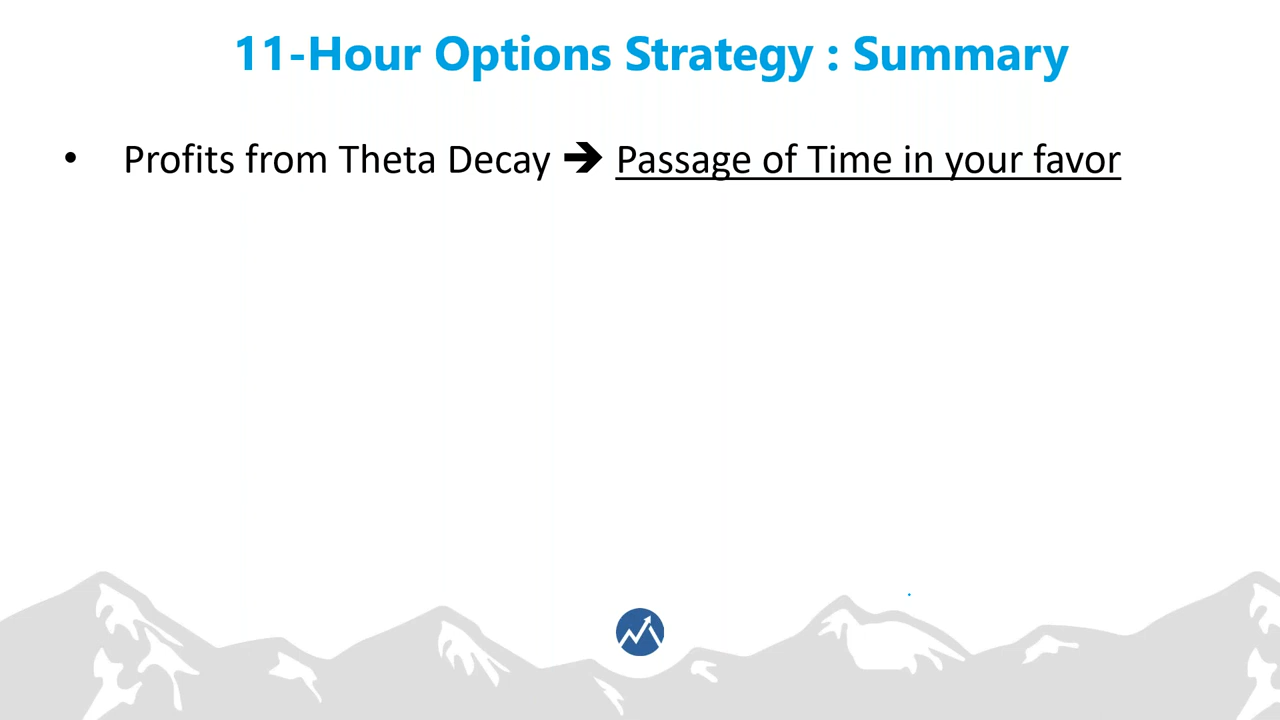 11-Hour Options Strategy : Summary
• Profits from Theta Decay ➔ Passage of Time in your favor